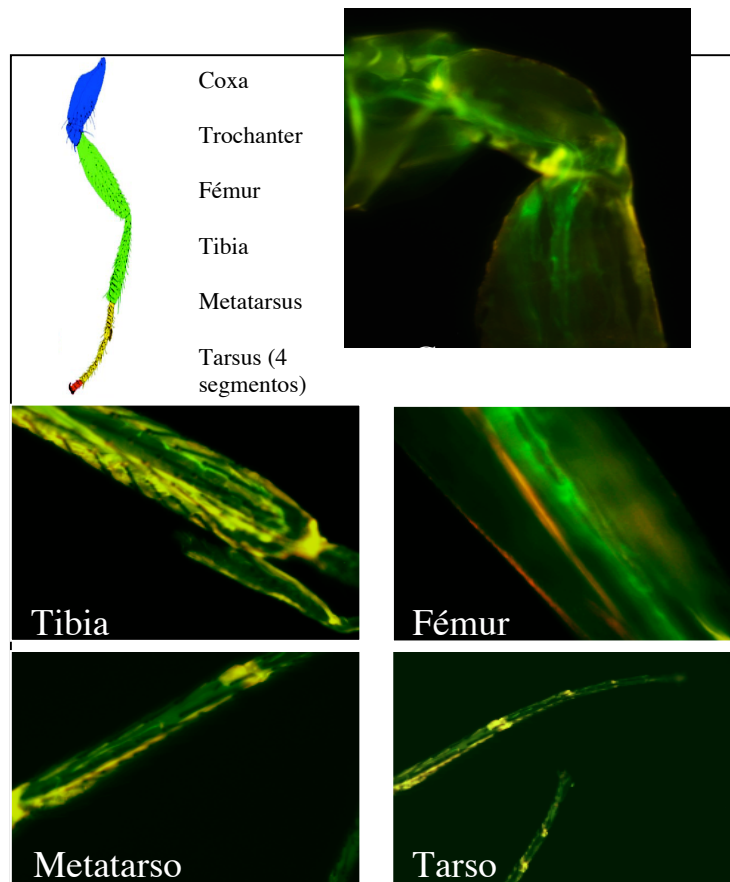 Coxa
Trochanter
Fémur
Tibia
Metatarsus
Tarsus (4
segmentos)
Tibia
Fémur
Metatarso
Tarso